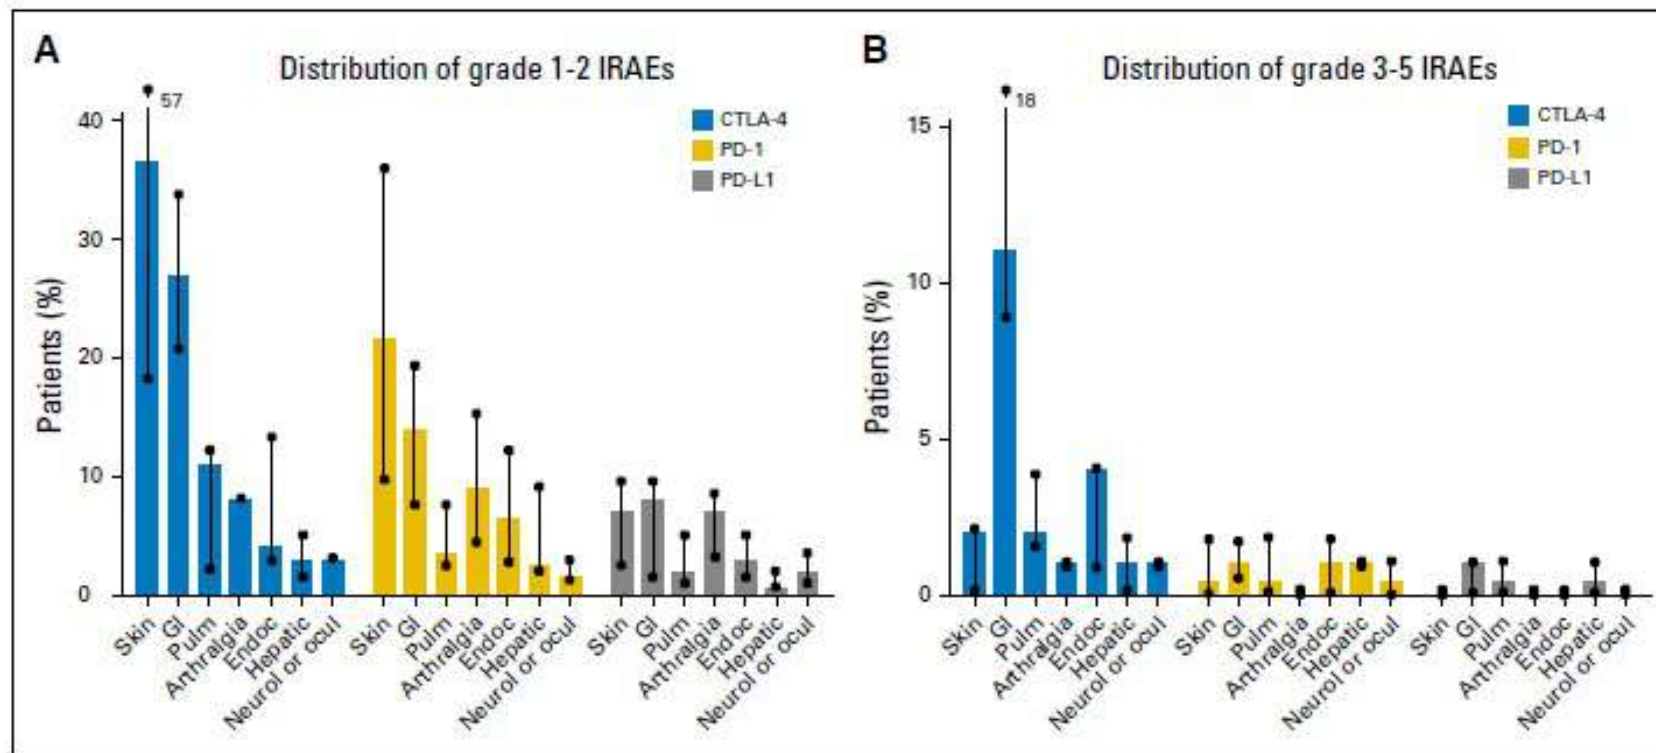 A
Distribution of grade 1-2 IRAEs
57
CTLA-4
PD-1
PD-L1
Patients (%)
40
30
20
10
0
Skin
GI
Pulm
Arthralgia
Endoc
Hepatic
Neurol or ocul
Skin
GI
Pulm
Arthralgia
Endoc
Hepatic
Neurol or ocul
Skin
GI
Pulm
Arthralgia
Endoc
Hepatic
Neurol or ocul
B
Distribution of grade 3-5 IRAEs
18
CTLA-4
PD-1
PD-L1
Patients (%)
15
10
5
0
Skin
GI
Pulm
Arthralgia
Endoc
Hepatic
Neurol or ocul
Skin
GI
Pulm
Arthralgia
Endoc
Hepatic
Neurol or ocul
Skin
GI
Pulm
Arthralgia
Endoc
Hepatic
Neurol or ocul